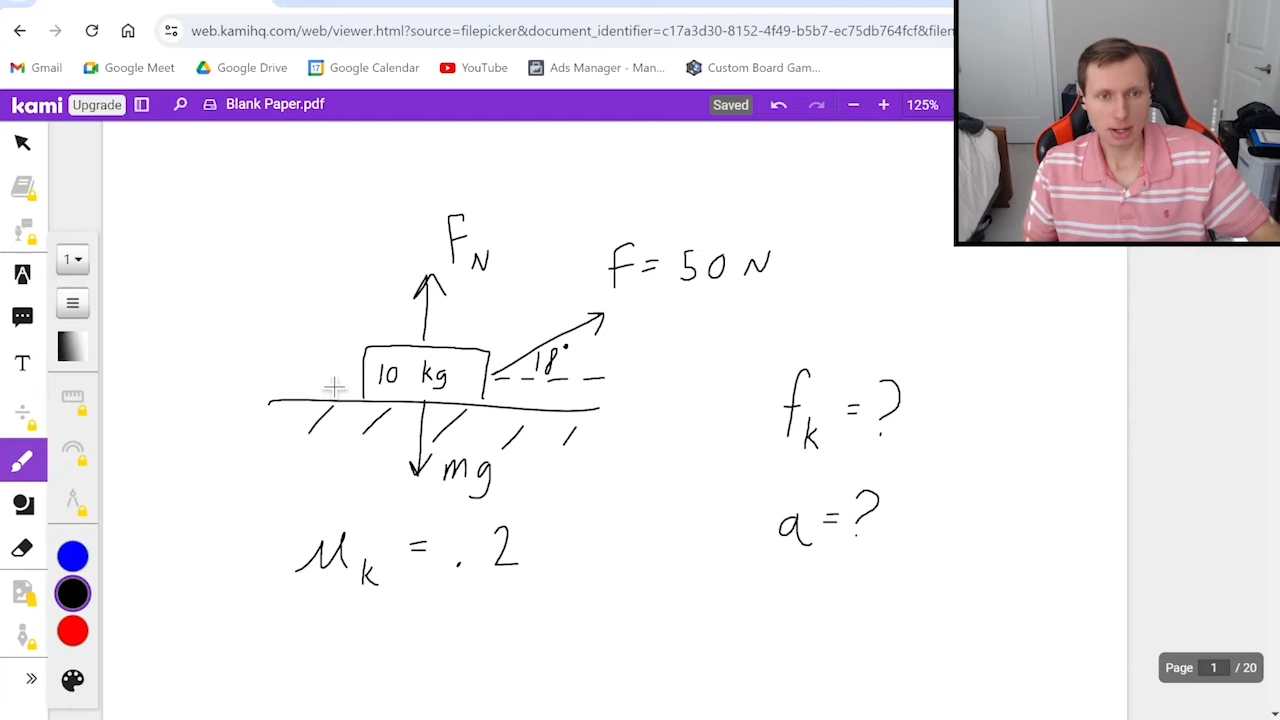 web.kamihq.com/web/viewer.html?source=filepicker&document_identifier=c17a3d30-8152-4f49-b5b7-ec75db764fcf&filen
Gmail Google Meet Google Drive 17 Google Calendar YouTube Ads Manager - Man... Custom Board Gam...
kami Upgrade Blank Paper.pdf Saved 125%
F_N
F = 50 N
18°
10 kg
mg
f_k = ?
a = ?
μ_k = .2
1
A
T
Page 1 / 20